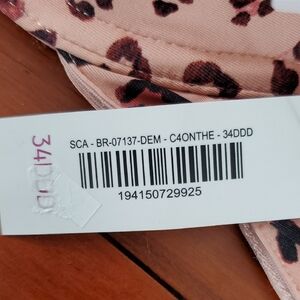 SCA - BR-07137-DEM - C4ONTHE - 34DDD
194150729925
34DDD